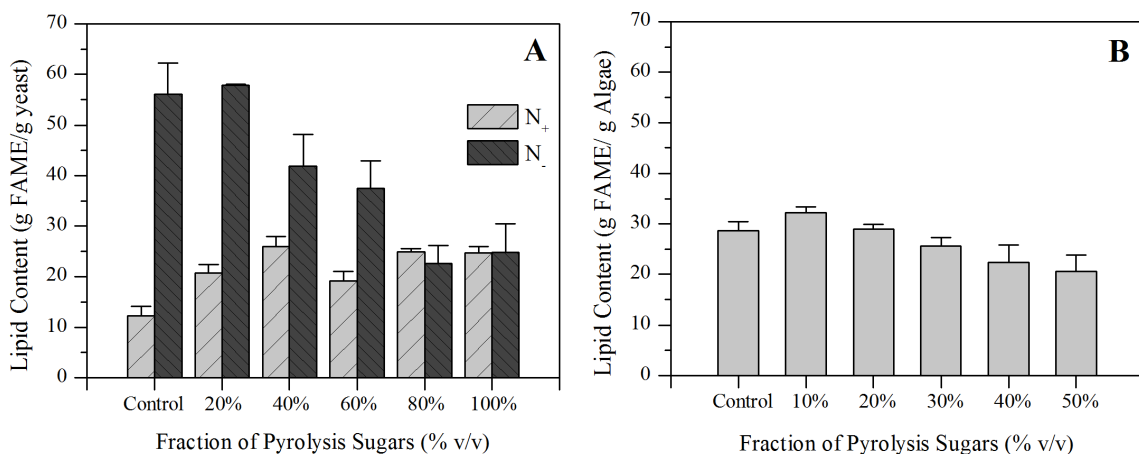 A
70
60
50
40
30
20
10
0
Lipid Content (g FAME/g yeast)
N+
N-
Control 20% 40% 60% 80% 100%
Fraction of Pyrolysis Sugars (% v/v)
B
70
60
50
40
30
20
10
0
Lipid Content (g FAME/ g Algae)
Control 10% 20% 30% 40% 50%
Fraction of Pyrolysis Sugars (% v/v)